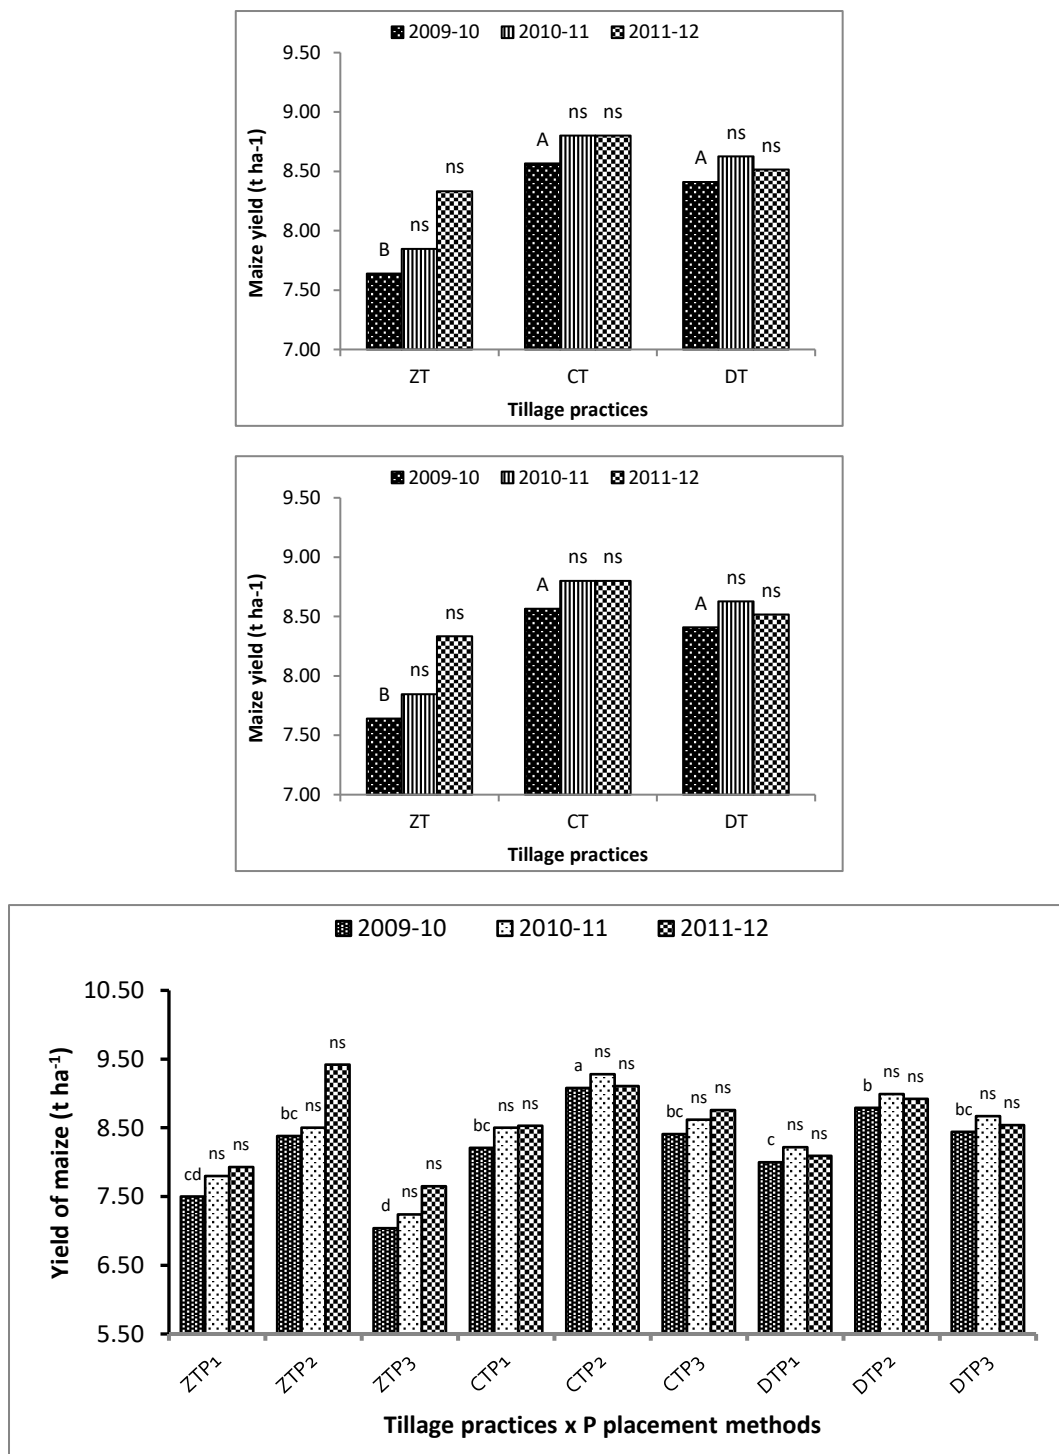 2009-10 2010-11 2011-12
9.50
9.00
8.50
8.00
7.50
7.00
Maize yield (t ha-1)
B ns ns
A ns ns
A ns ns
ZT CT DT
Tillage practices
2009-10 2010-11 2011-12
9.50
9.00
8.50
8.00
7.50
7.00
Maize yield (t ha-1)
B ns ns
A ns ns
A ns ns
ZT CT DT
Tillage practices
2009-10 2010-11 2011-12
10.50
9.50
8.50
7.50
6.50
5.50
Yield of maize (t ha⁻¹)
cd ns ns
bc ns ns
d ns ns
bc ns ns
a ns ns
bc ns ns
c ns ns
b ns ns
bc ns ns
ZTP1 ZTP2 ZTP3 CTP1 CTP2 CTP3 DTP1 DTP2 DTP3
Tillage practices x P placement methods